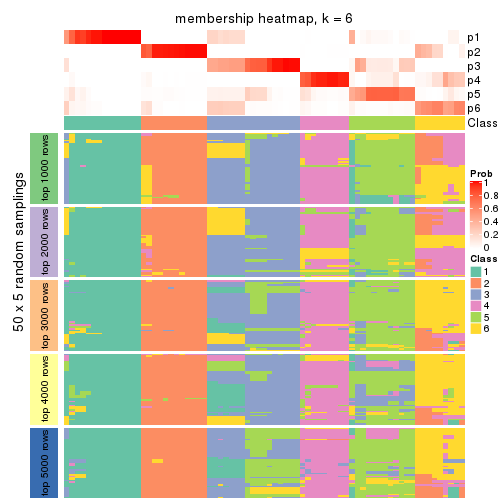 membership heatmap, k = 6
p1
p2
p3
p4
p5
p6
Class
50 x 5 random samplings
top 1000 rows
top 2000 rows
top 3000 rows
top 4000 rows
top 5000 rows
Prob
1
0.8
0.6
0.4
0.2
0
Class
1
2
3
4
5
6